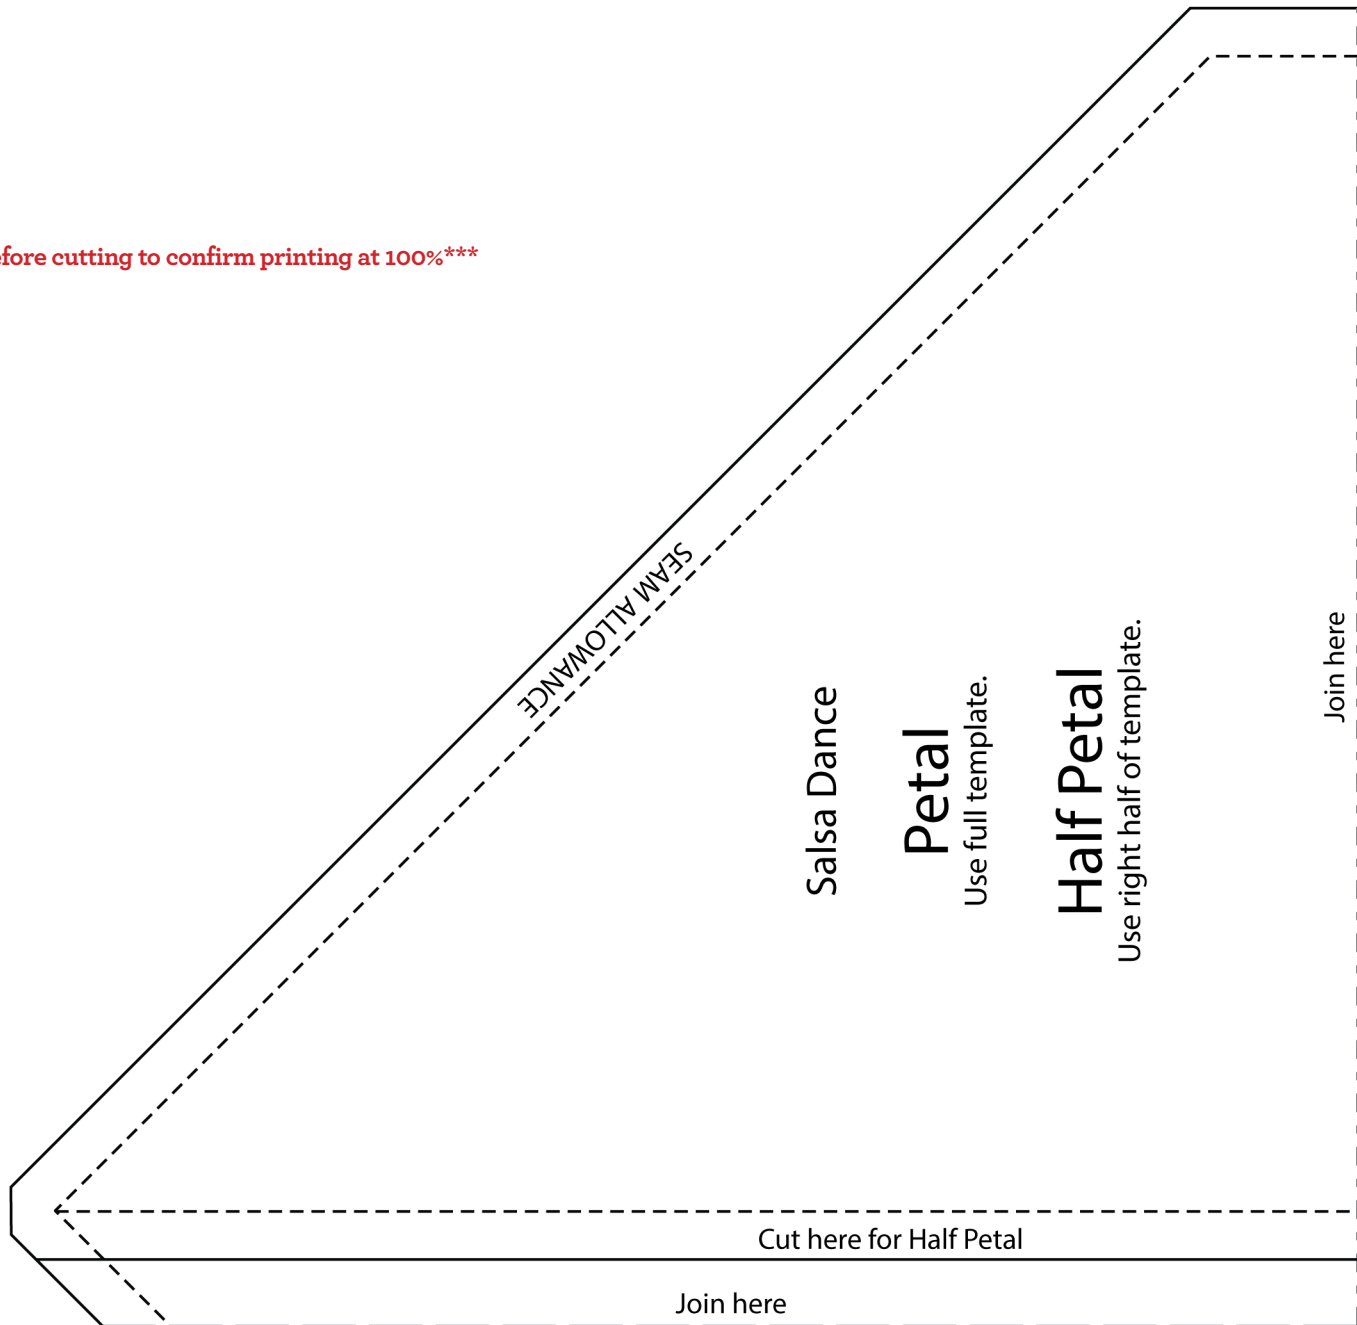 fore cutting to confirm printing at 100%***
SEAM ALLOWANCE
Salsa Dance
Petal
Use full template.
Half Petal
Use right half of template.
Join here
Cut here for Half Petal
Join here